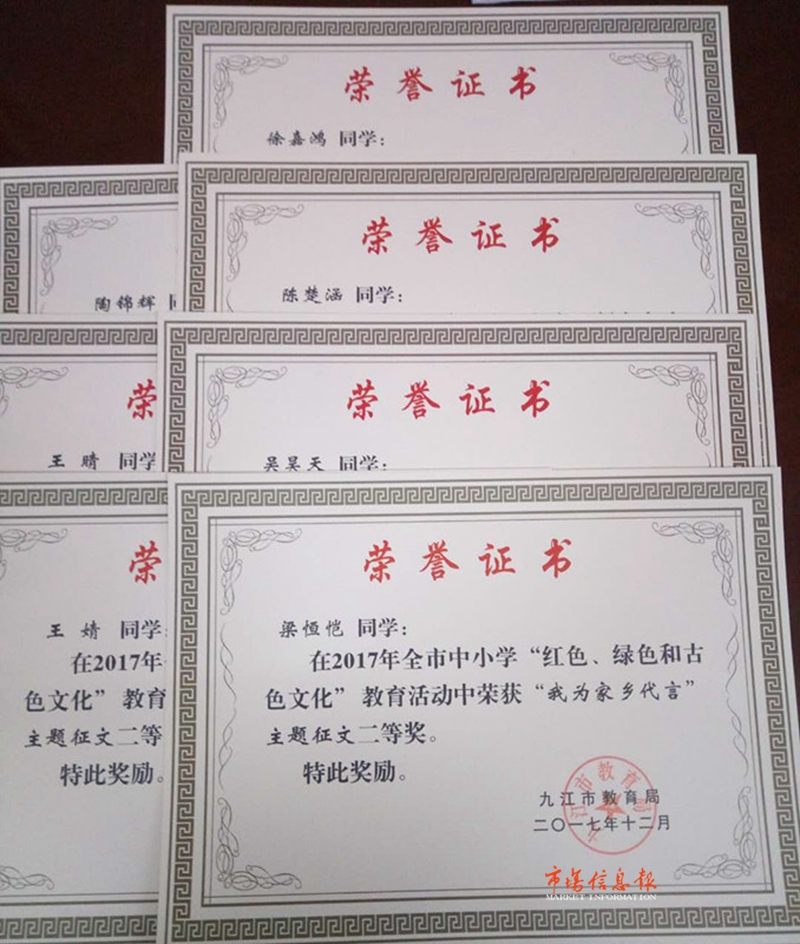 荣誉证书
徐嘉鸿 同学：
荣誉证书
陈楚涵 同学：
陶锦辉
荣誉证书
吴昊天 同学：
荣
王晴 同学
荣誉证书
梁恒恺 同学：
在2017年全市中小学“红色、绿色和古
色文化”教育活动中荣获“我为家乡代言”
主题征文二等奖。
特此奖励。
九江市教育局
二〇一七年十二月
荣
王婧 同学：
在2017年
色文化”教育
主题征文二等
特此奖励。
九江市教育局
市场信息报
MARKET INFORMATION